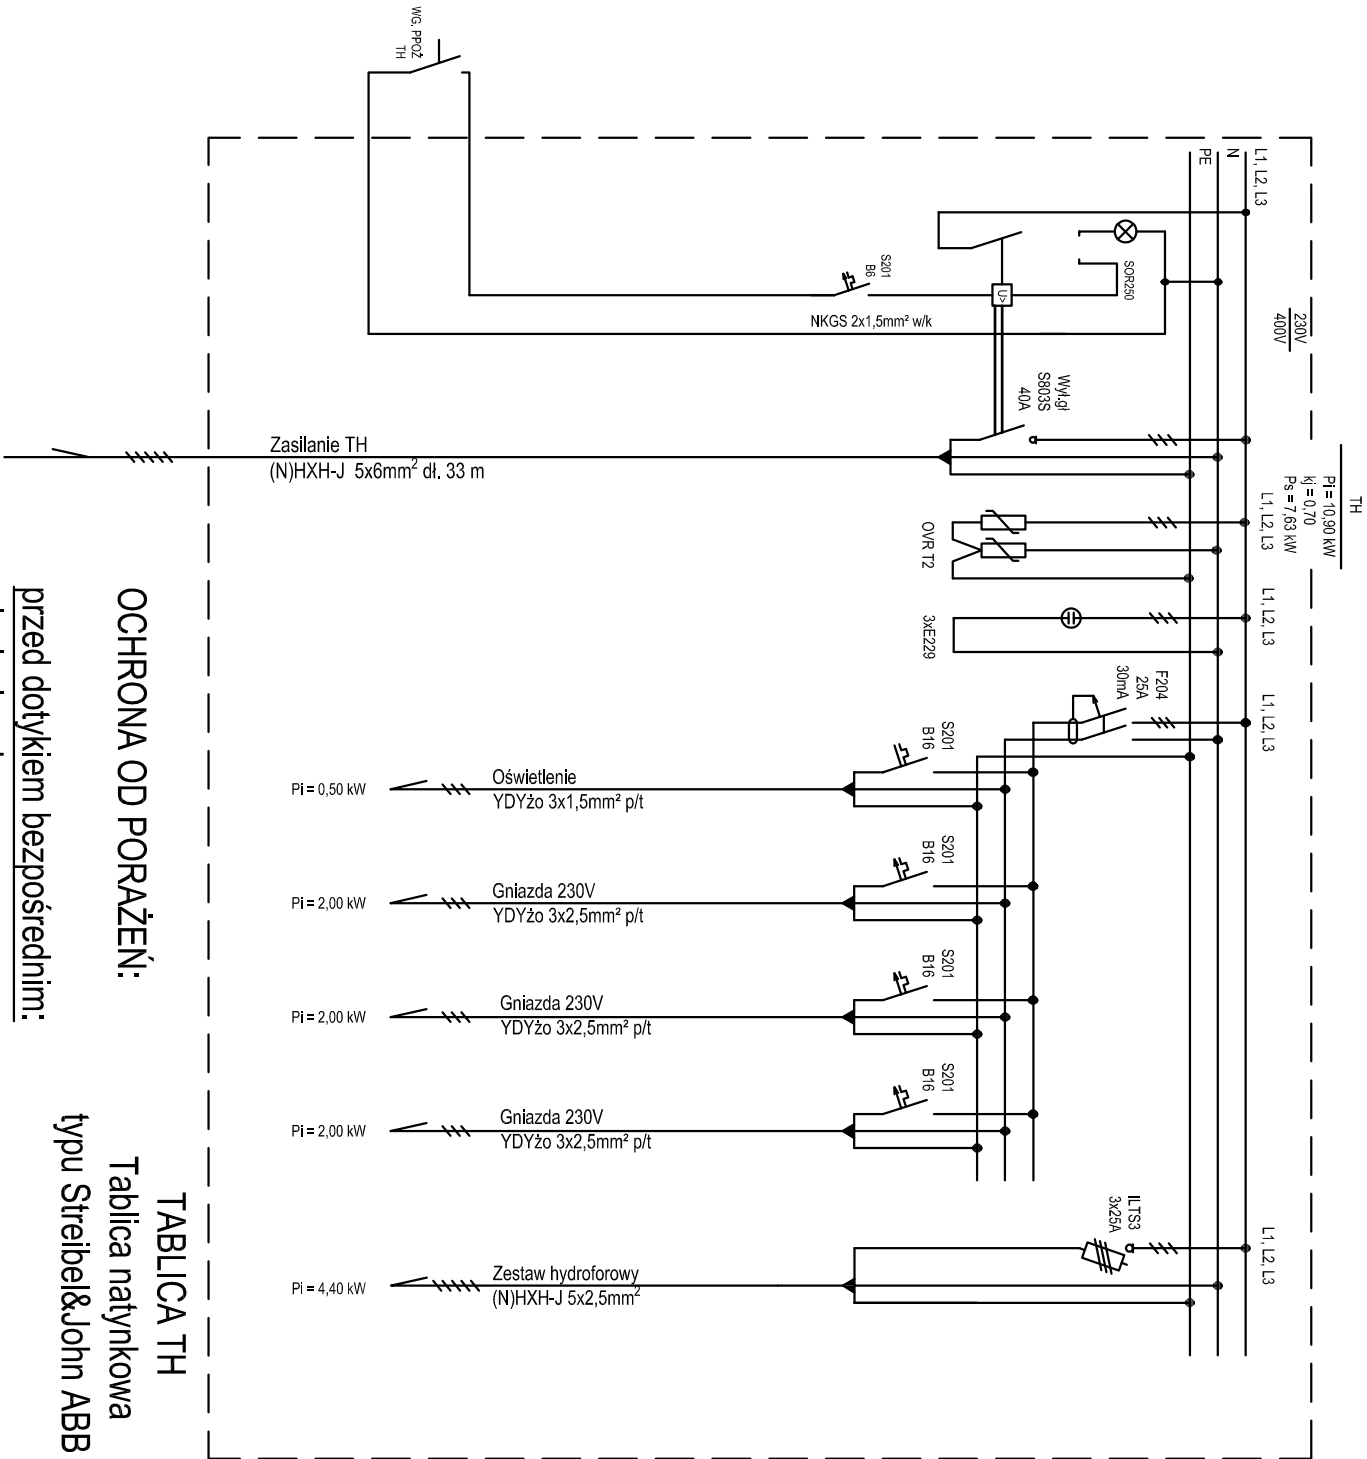 WG. PPOŻ
TH
L1, L2, L3
N
PE
230V
400V
SOR250
S201
B6
U>
NKGS 2x1,5mm² w/k
Wył.gł
S803S
40A
Zasilanie TH
(N)HXH-J 5x6mm² dł. 33 m
TH
Pi = 10,90 kW
kj = 0,70
Ps = 7,63 kW
L1, L2, L3
OVR T2
L1, L2, L3
3xE229
L1, L2, L3
F204
25A
30mA
S201
B16
Oświetlenie
YDYżo 3x1,5mm² p/t
Pi = 0,50 kW
S201
B16
Gniazda 230V
YDYżo 3x2,5mm² p/t
Pi = 2,00 kW
S201
B16
Gniazda 230V
YDYżo 3x2,5mm² p/t
Pi = 2,00 kW
S201
B16
Gniazda 230V
YDYżo 3x2,5mm² p/t
Pi = 2,00 kW
L1, L2, L3
ILTS3
3x25A
Zestaw hydroforowy
(N)HXH-J 5x2,5mm²
Pi = 4,40 kW
OCHRONA OD PORAŻEŃ:
przed dotykiem bezpośrednim:
TABLICA TH
Tablica natynkowa
typu Streibel&John ABB